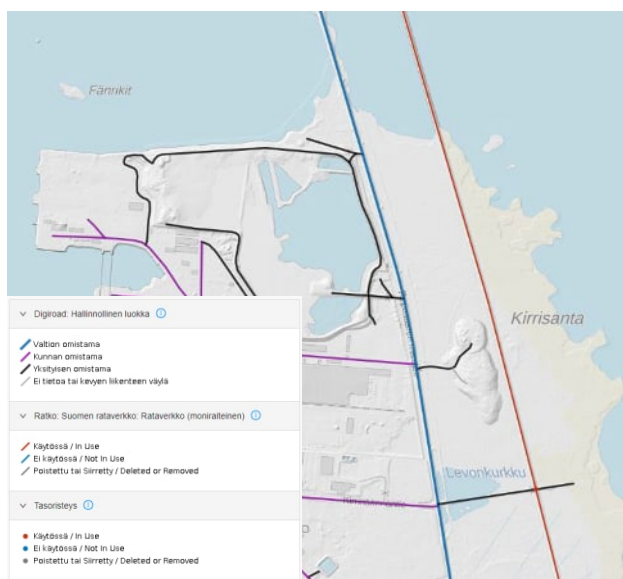 Fännikit
Kirrisanta
Levonkurkku
Digiroad: Hallinnollinen luokka
Valtion omistama
Kunnan omistama
Yksityisen omistama
Ei tietoa tai kevyen liikenteen väylä
Ratko: Suomen rataverkko: Rataverkko (moniraiteinen)
Käytössä / In Use
Ei käytössä / Not In Use
Poistettu tai Siirretty / Deleted or Removed
Tasoristeys
Käytössä / In Use
Ei käytössä / Not In Use
Poistettu tai Siirretty / Deleted or Removed